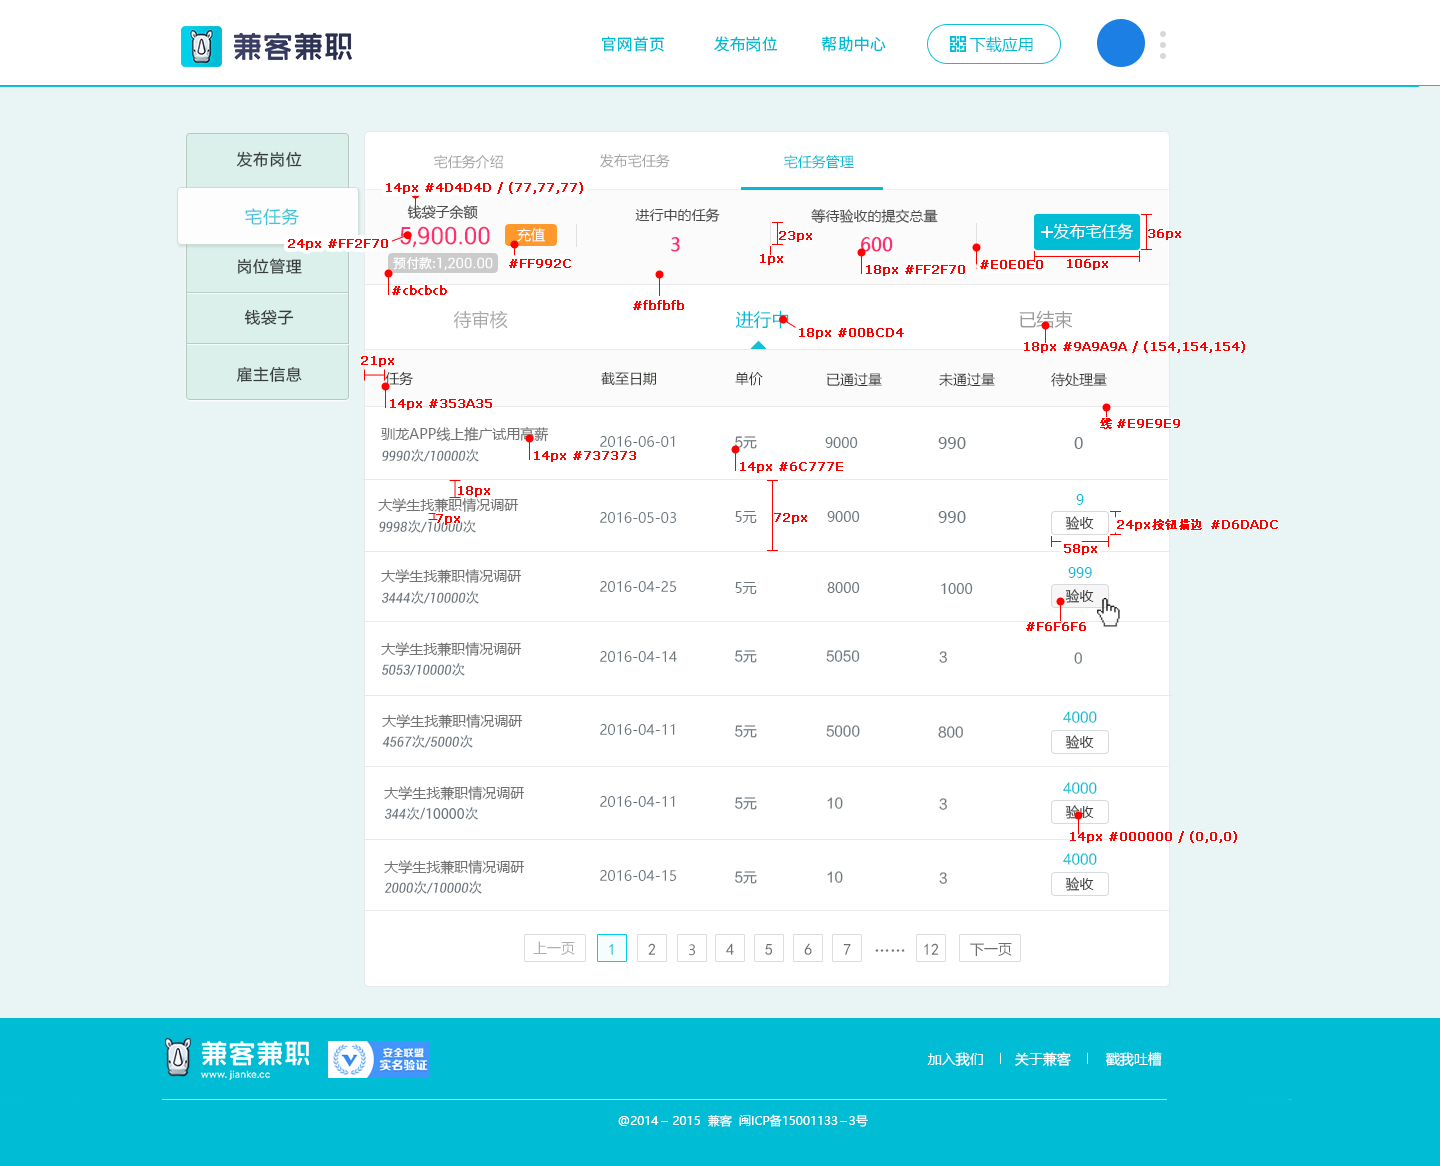 兼客兼职
官网首页 发布岗位 帮助中心 下载应用
发布岗位
宅任务
岗位管理
钱袋子
雇主信息
宅任务介绍 发布宅任务 宅任务管理
14px #4D4D4D / (77,77,77)
钱袋子余额 进行中的任务 等待验收的提交总量
5,900.00 充值 3 600 +发布宅任务
24px #FF2F70 23px 36px
预付款:1,200.00 #FF992C 1px 18px #FF2F70 #E0E0E0 106px
#cbcbcb #fbfbfb
待审核 进行中 已结束
18px #00BCD4 18px #9A9A9A / (154,154,154)
21px
任务 截至日期 单价 已通过量 未通过量 待处理量
14px #353A35 线 #E9E9E9
驯龙APP线上推广试用高薪 2016-06-01 5元 9000 990 0
9990次/10000次 14px #737373 14px #6C777E
18px
大学生找兼职情况调研 2016-05-03 5元 72px 9000 990 9
9998次/10000次 7px 验收 24px按钮描边 #D6DADC
58px
大学生找兼职情况调研 2016-04-25 5元 8000 1000 999
3444次/10000次 验收
#F6F6F6
大学生找兼职情况调研 2016-04-14 5元 5050 3 0
5053/10000次
大学生找兼职情况调研 2016-04-11 5元 5000 800 4000
4567次/5000次 验收
大学生找兼职情况调研 2016-04-11 5元 10 3 4000
344次/10000次 验收
14px #000000 / (0,0,0)
大学生找兼职情况调研 2016-04-15 5元 10 3 4000
2000次/10000次 验收
上一页 1 2 3 4 5 6 7 …… 12 下一页
兼客兼职 安全联盟
www.jianke.cc 实名验证
加入我们 | 关于兼客 | 戳我吐槽
@2014－2015 兼客 闽ICP备15001133－3号